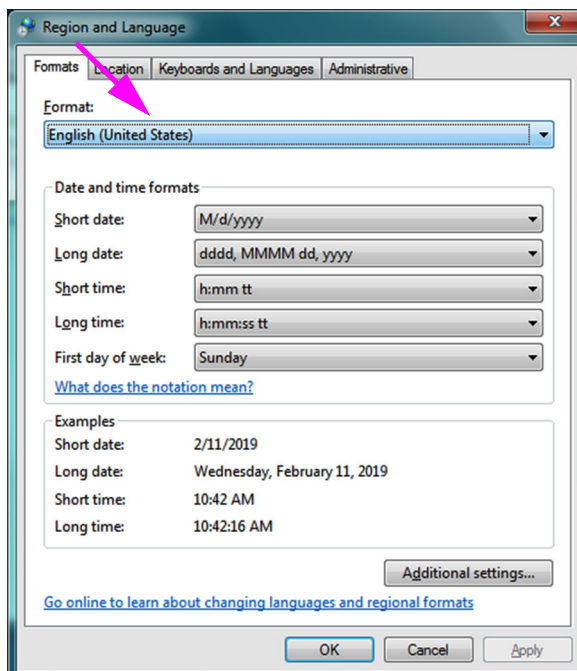 Region and Language
Formats Location Keyboards and Languages Administrative
Format:
English (United States)
Date and time formats
Short date: M/d/yyyy
Long date: dddd, MMMM dd, yyyy
Short time: h:mm tt
Long time: h:mm:ss tt
First day of week: Sunday
What does the notation mean?
Examples
Short date: 2/11/2019
Long date: Wednesday, February 11, 2019
Short time: 10:42 AM
Long time: 10:42:16 AM
Additional settings...
Go online to learn about changing languages and regional formats
OK Cancel Apply